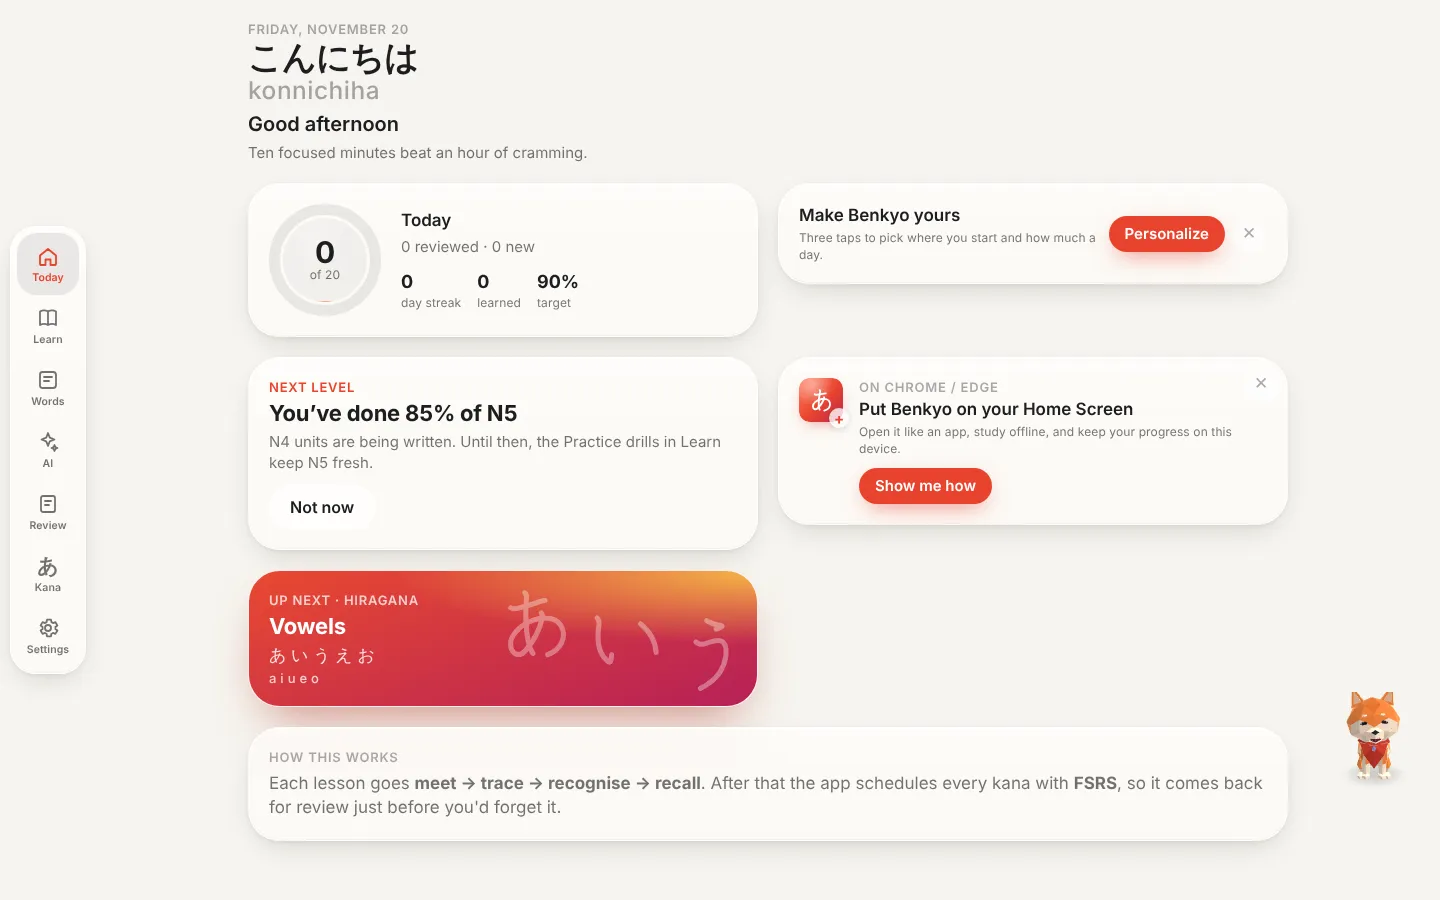 FRIDAY, NOVEMBER 20
こんにちは
konnichiha
Good afternoon
Ten focused minutes beat an hour of cramming.
Today
Learn
Words
AI
Review
あ
Kana
Settings
0
of 20
Today
0 reviewed · 0 new
0
day streak
0
learned
90%
target
Make Benkyo yours
Three taps to pick where you start and how much a
day.
Personalize
NEXT LEVEL
You’ve done 85% of N5
N4 units are being written. Until then, the Practice drills in Learn
keep N5 fresh.
Not now
あ
ON CHROME / EDGE
Put Benkyo on your Home Screen
Open it like an app, study offline, and keep your progress on this
device.
Show me how
UP NEXT · HIRAGANA
Vowels
あ い う え お
a i u e o
あ い う
HOW THIS WORKS
Each lesson goes meet → trace → recognise → recall. After that the app schedules every kana with FSRS, so it comes back
for review just before you'd forget it.